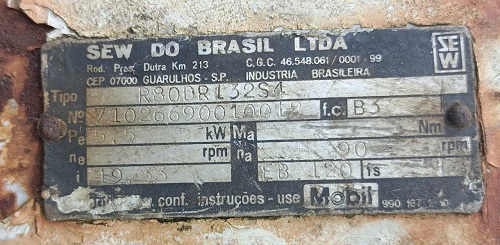 SEW DO BRASIL LTDA
Rod. Pres. Dutra Km 213 C.G.C. 46.548.061/0001-99
CEP 07000 GUARULHOS-S.P. INDUSTRIA BRASILEIRA
SEW
Tipo R80DR132S4
Nº f.c. B3
Pe 5,5 kW Ma Nm
ne rpm na 90 rpm
i 19.33 fs
conf. instruções - use Mobil